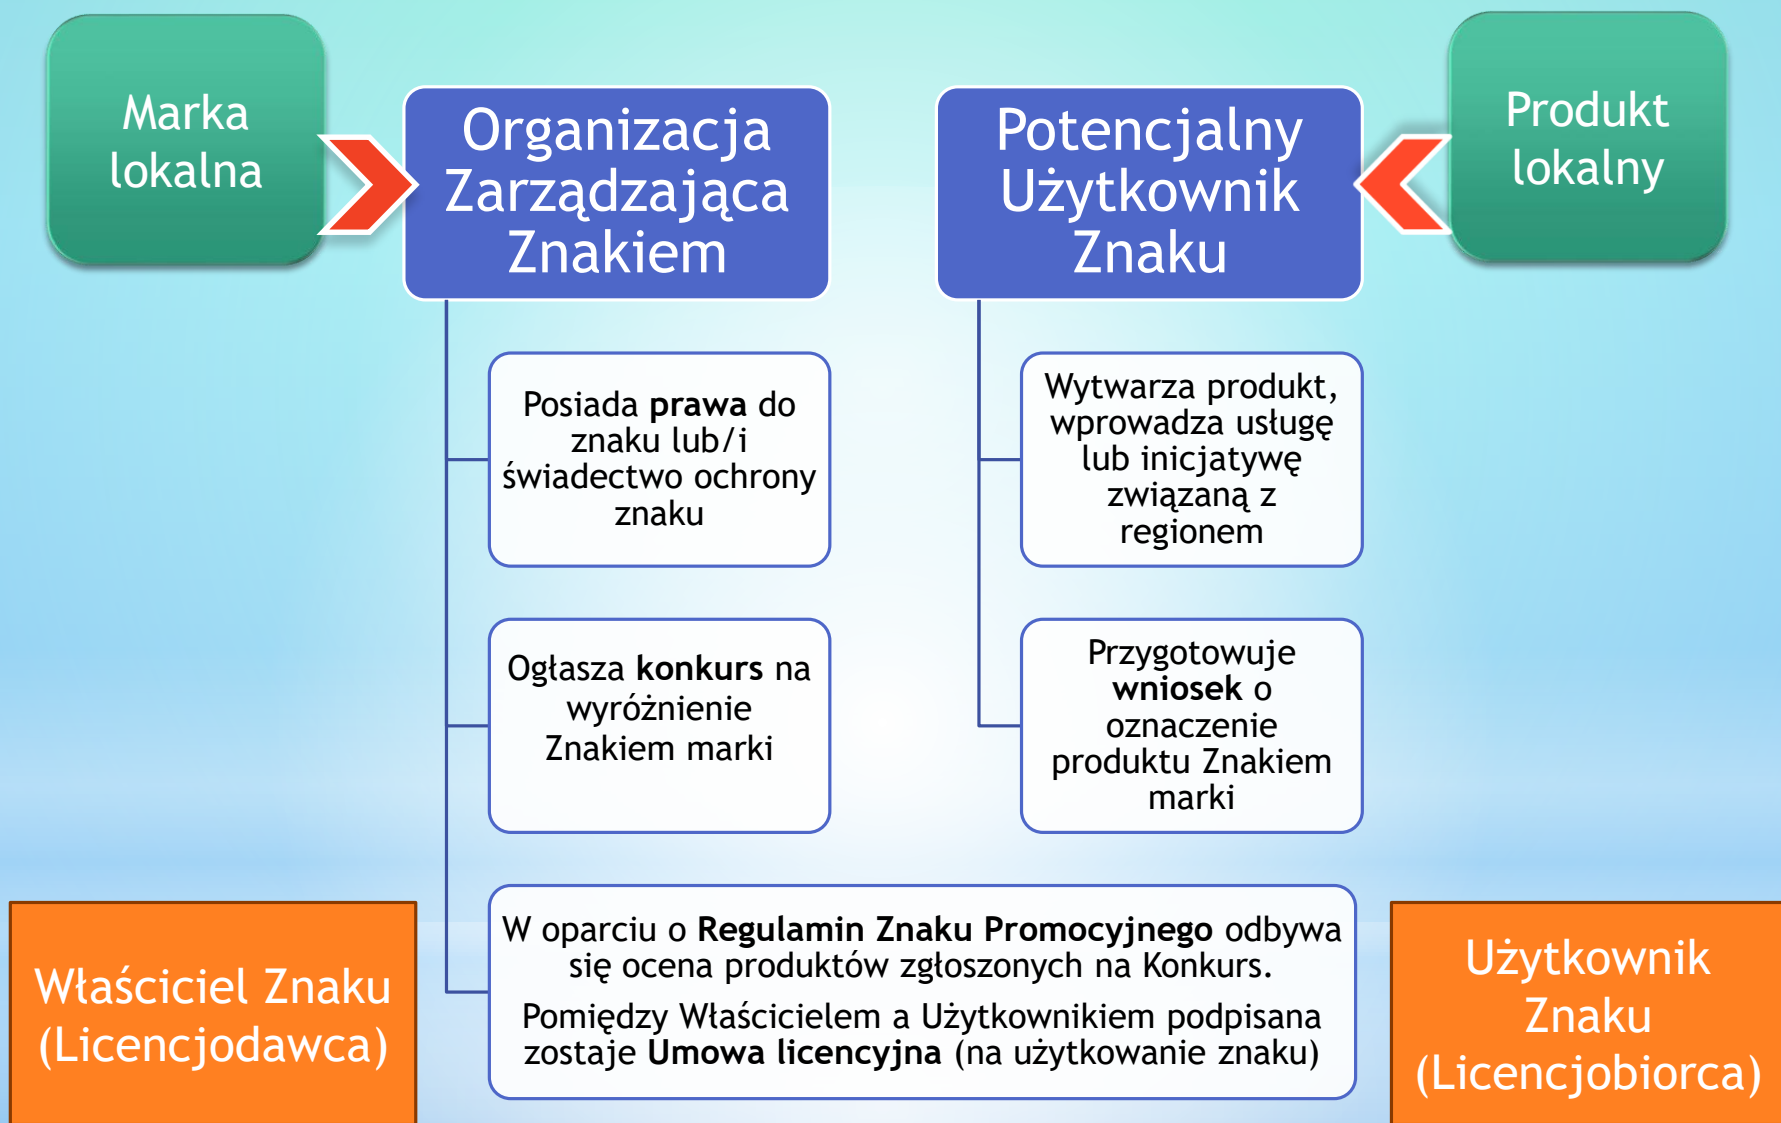 Marka
lokalna
Organizacja
Zarządzająca
Znakiem
Potencjalny
Użytkownik
Znaku
Produkt
lokalny
Posiada prawa do
znaku lub/i
świadectwo ochrony
znaku
Wytwarza produkt,
wprowadza usługę
lub inicjatywę
związaną z
regionem
Ogłasza konkurs na
wyróżnienie
Znakiem marki
Przygotowuje
wniosek o
oznaczenie
produktu Znakiem
marki
W oparciu o Regulamin Znaku Promocyjnego odbywa
się ocena produktów zgłoszonych na Konkurs.
Pomiędzy Właścicielem a Użytkownikiem podpisana
zostaje Umowa licencyjna (na użytkowanie znaku)
Właściciel Znaku
(Licencjodawca)
Użytkownik
Znaku
(Licencjobiorca)